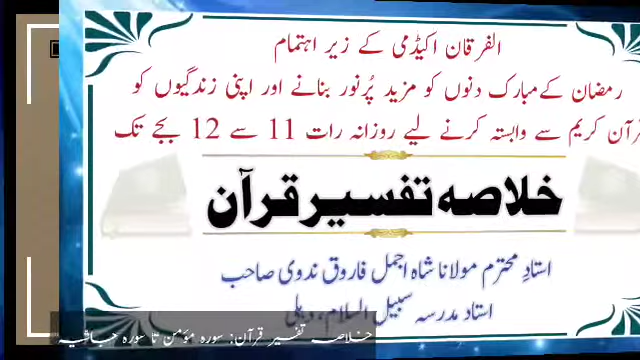 الفرقان اکیڈمی کے زیر اہتمام
رمضان کے مبارک دنوں کو مزید پُرنور بنانے اور اپنی زندگیوں کو
قرآن کریم سے وابستہ کرنے لیے روزانہ رات 11 سے 12 بجے تک
خلاصہ تفسیر قرآن
استاذِ محترم مولانا شاہ اجمل فاروق ندوی صاحب
استاد مدرسہ سبیل السلام، دہلی
خلاصہ تفسیر قرآن: سورہ مؤمن تا سورہ جاثیہ